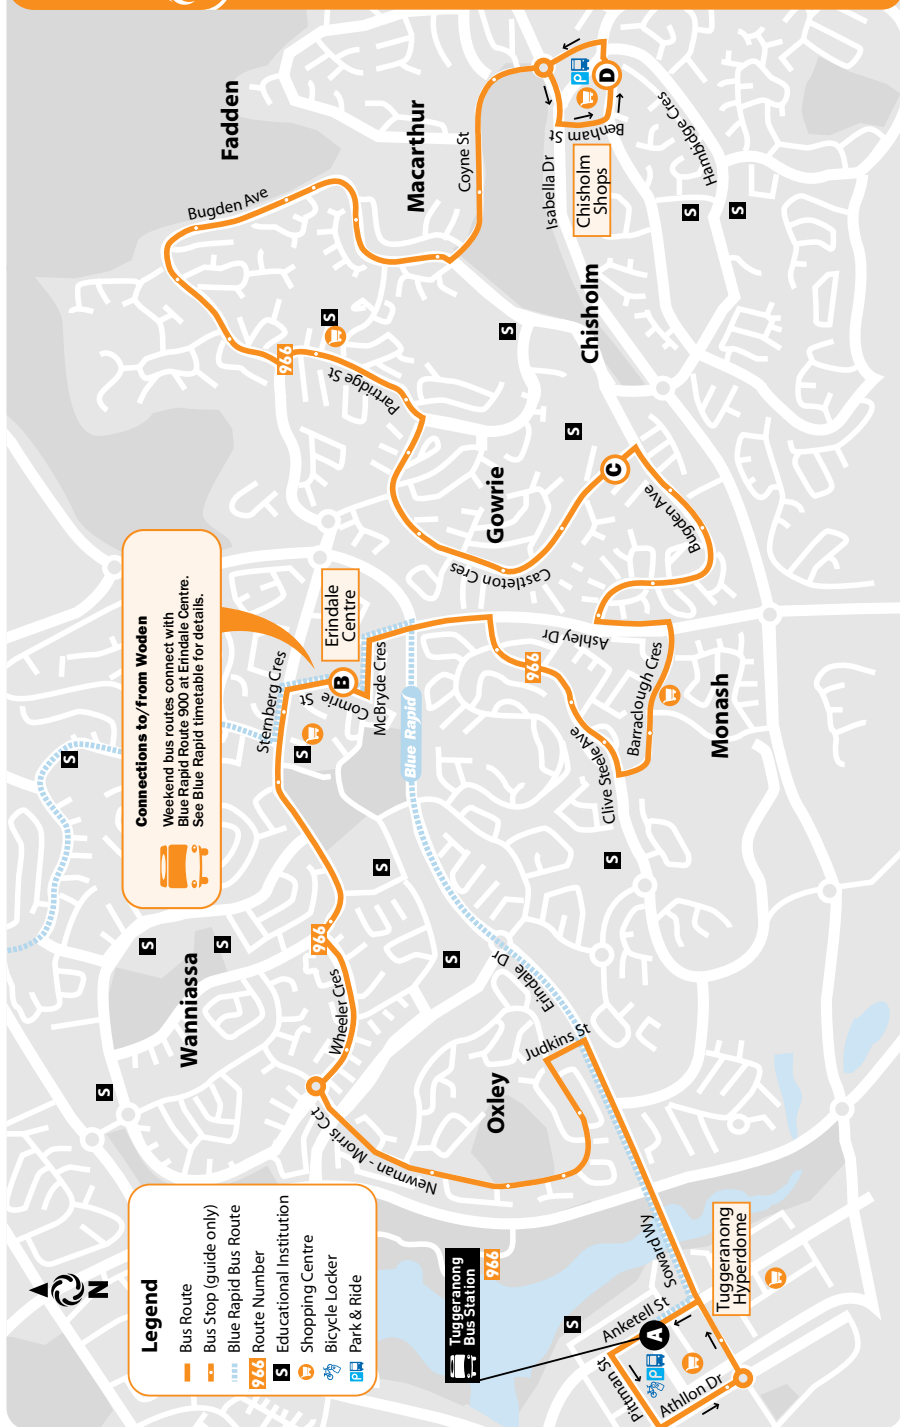 Connections to/from Woden
Weekend bus routes connect with
Blue Rapid Route 900 at Erindale Centre.
See Blue Rapid timetable for details.
Legend
Bus Route
Bus Stop (guide only)
Blue Rapid Bus Route
966 Route Number
S Educational Institution
Shopping Centre
Bicycle Locker
P Park & Ride
N
Tuggeranong
Bus Station
966
A
P
Anketell St
Pittman St
Athllon Dr
Soward Wy
Tuggeranong
Hyperdome
S
Oxley
Judkins St
Erindale Dr
Newman - Morris Cct
Wheeler Cres
966
Wanniassa
S
S
S
S
S
S
S
S
Sternberg Cres
Comrie St
B
Erindale
Centre
McBryde Cres
Blue Rapid
966
Ashley Dr
Clive Steele Ave
Barraclough Cres
Monash
Bugden Ave
C
Castleton Cres
Gowrie
S
S
Partridge St
966
S
Bugden Ave
Fadden
Macarthur
Coyne St
Isabella Dr
Benham St
P
D
Chisholm
Shops
Chisholm
Hambidge Cres
S
S